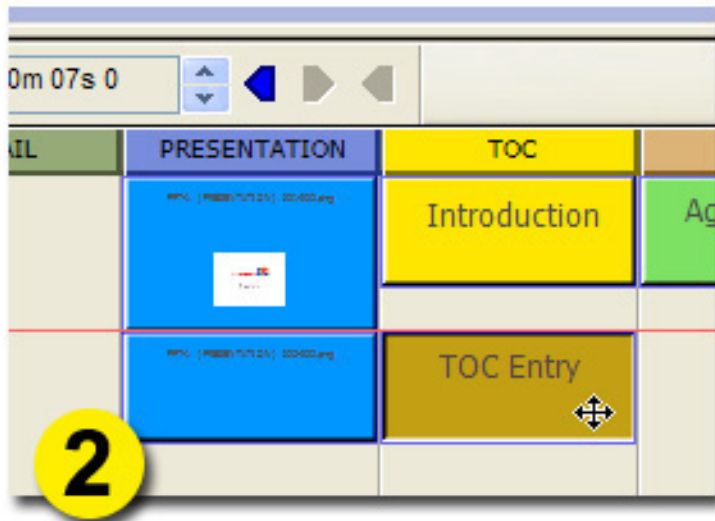 0m 07s 0
AIL PRESENTATION TOC
Introduction Ag
TOC Entry
2